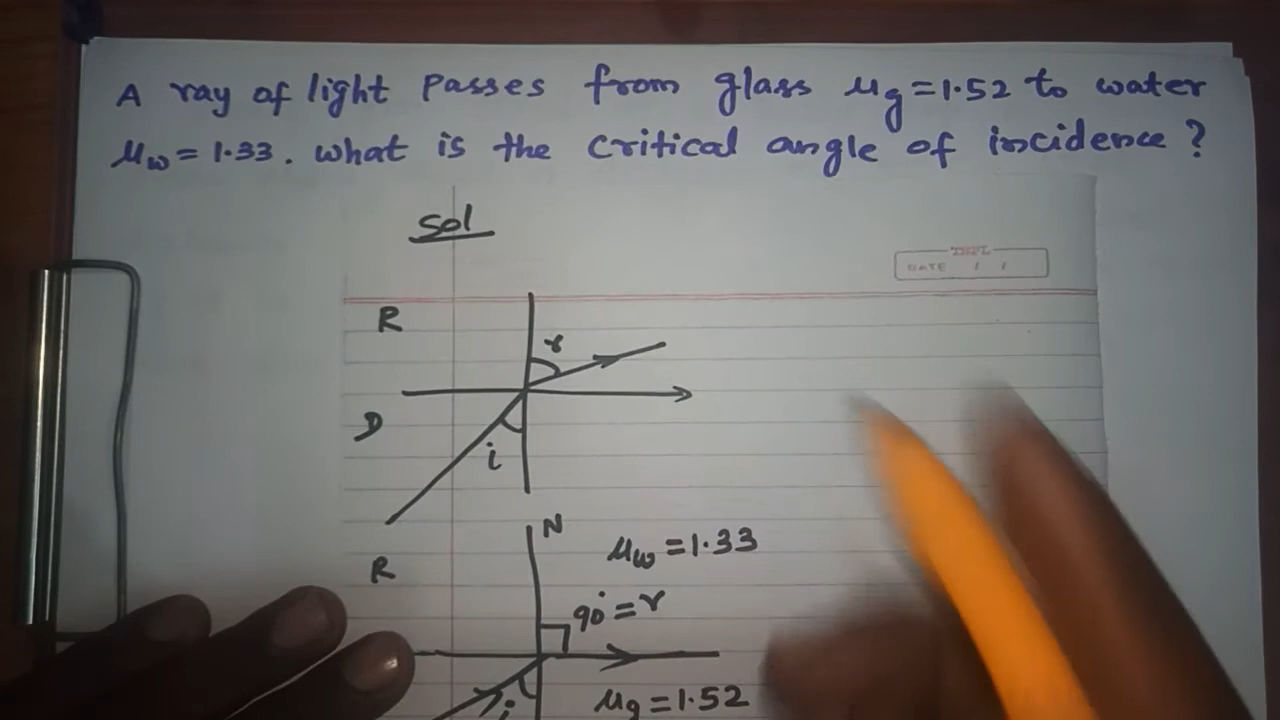 A ray of light passes from glass μg = 1.52 to water
μw = 1.33. what is the critical angle of incidence ?
Sol
DATE / /
R
r
D
i
N
μw = 1.33
R
90° = r
i
μg = 1.52